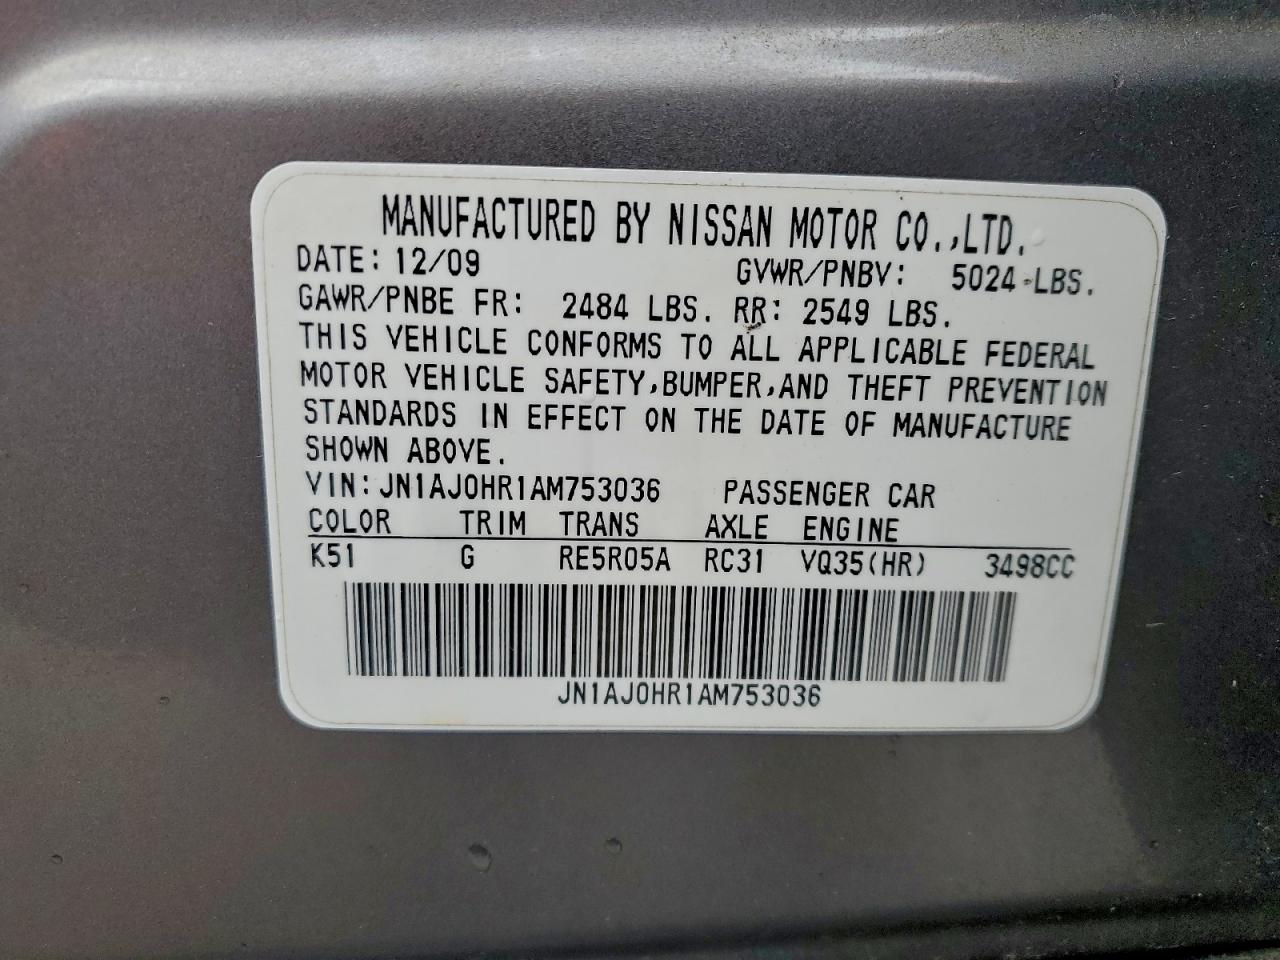 MANUFACTURED BY NISSAN MOTOR CO.,LTD.
DATE: 12/09 GVWR/PNBV: 5024 LBS.
GAWR/PNBE FR: 2484 LBS. RR: 2549 LBS.
THIS VEHICLE CONFORMS TO ALL APPLICABLE FEDERAL
MOTOR VEHICLE SAFETY,BUMPER,AND THEFT PREVENTION
STANDARDS IN EFFECT ON THE DATE OF MANUFACTURE
SHOWN ABOVE.
VIN:JN1AJ0HR1AM753036 PASSENGER CAR
COLOR TRIM TRANS AXLE ENGINE
K51 G RE5R05A RC31 VQ35(HR) 3498CC
JN1AJ0HR1AM753036